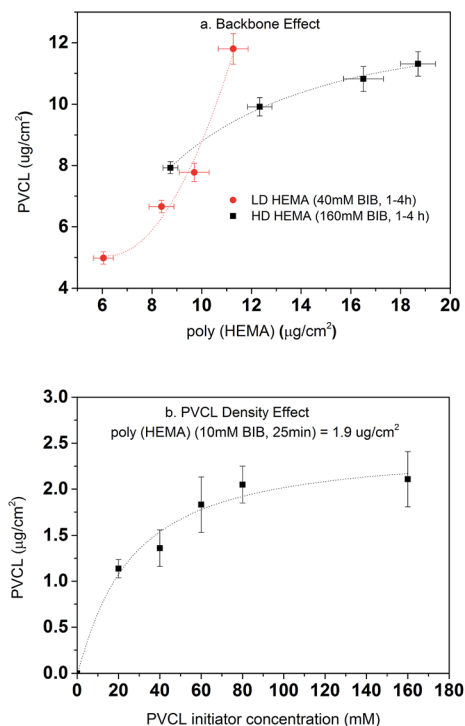 a. Backbone Effect
12
10
8
6
4
PVCL (ug/cm²)
LD HEMA (40mM BIB, 1-4h)
HD HEMA (160mM BIB, 1-4 h)
6 8 10 12 14 16 18 20
poly (HEMA) (μg/cm²)
b. PVCL Density Effect
poly (HEMA) (10mM BIB, 25min) = 1.9 ug/cm²
3.0
2.5
2.0
1.5
1.0
0.5
0.0
PVCL (μg/cm²)
0 20 40 60 80 100 120 140 160 180
PVCL initiator concentration (mM)